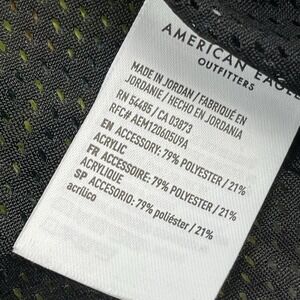 AMERICAN EAGLE
OUTFITTERS
MADE IN JORDAN / FABRIQUÉ EN
JORDANIE / HECHO EN JORDANIA
RN 54485 / CA 03873
RFC# AEM120605U9A
EN ACCESSORY: 79% POLYESTER / 21%
ACRYLIC
FR ACCESSOIRE: 79% POLYESTER / 21%
ACRYLIQUE
SP ACCESORIO: 79% poliéster / 21%
acrílico